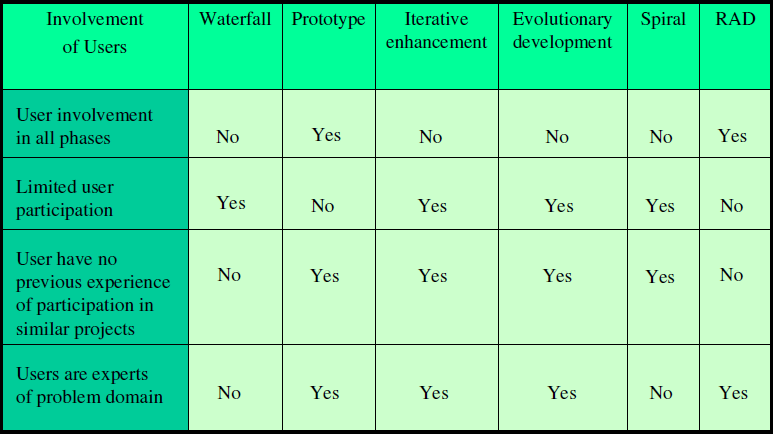 Involvement of Users Waterfall Prototype Iterative enhancement Evolutionary development Spiral RAD
User involvement in all phases No Yes No No No Yes
Limited user participation Yes No Yes Yes Yes No
User have no previous experience of participation in similar projects No Yes Yes Yes Yes No
Users are experts of problem domain No Yes Yes Yes No Yes